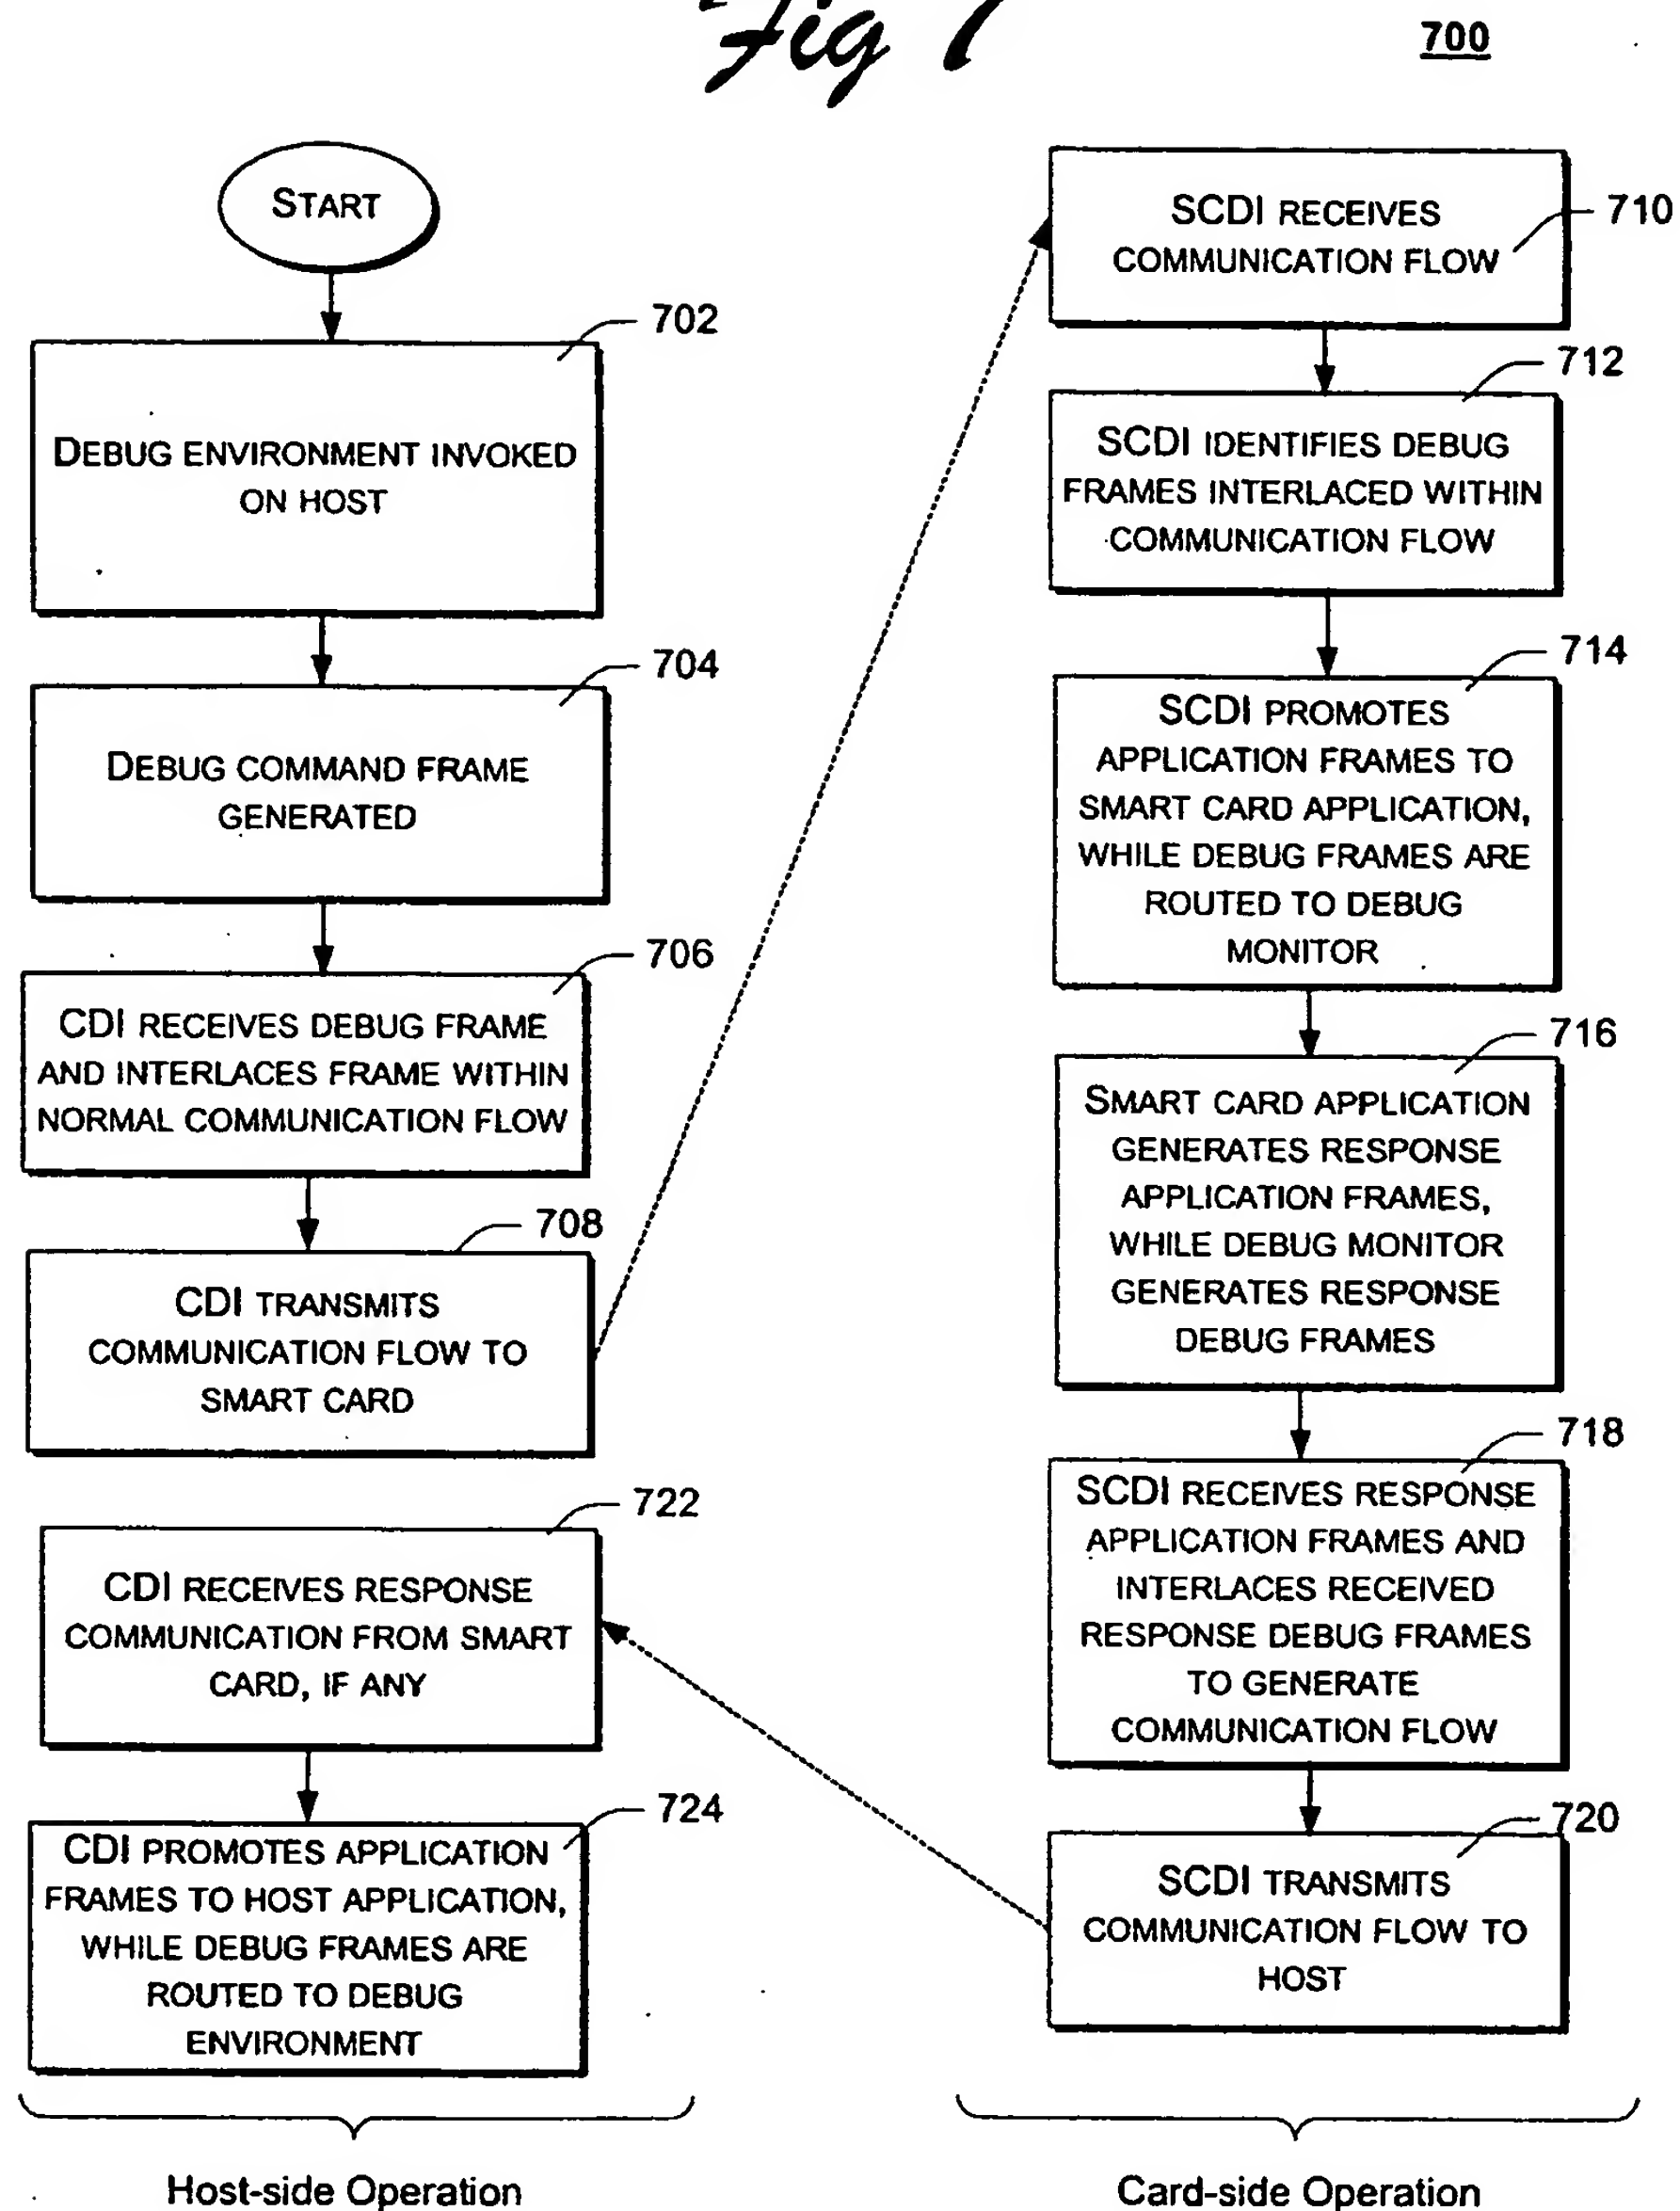 Fig 7
700
START
702
DEBUG ENVIRONMENT INVOKED
ON HOST
704
DEBUG COMMAND FRAME
GENERATED
706
CDI RECEIVES DEBUG FRAME
AND INTERLACES FRAME WITHIN
NORMAL COMMUNICATION FLOW
708
CDI TRANSMITS
COMMUNICATION FLOW TO
SMART CARD
710
SCDI RECEIVES
COMMUNICATION FLOW
712
SCDI IDENTIFIES DEBUG
FRAMES INTERLACED WITHIN
COMMUNICATION FLOW
714
SCDI PROMOTES
APPLICATION FRAMES TO
SMART CARD APPLICATION,
WHILE DEBUG FRAMES ARE
ROUTED TO DEBUG
MONITOR
716
SMART CARD APPLICATION
GENERATES RESPONSE
APPLICATION FRAMES,
WHILE DEBUG MONITOR
GENERATES RESPONSE
DEBUG FRAMES
718
SCDI RECEIVES RESPONSE
APPLICATION FRAMES AND
INTERLACES RECEIVED
RESPONSE DEBUG FRAMES
TO GENERATE
COMMUNICATION FLOW
720
SCDI TRANSMITS
COMMUNICATION FLOW TO
HOST
722
CDI RECEIVES RESPONSE
COMMUNICATION FROM SMART
CARD, IF ANY
724
CDI PROMOTES APPLICATION
FRAMES TO HOST APPLICATION,
WHILE DEBUG FRAMES ARE
ROUTED TO DEBUG
ENVIRONMENT
Host-side Operation
Card-side Operation